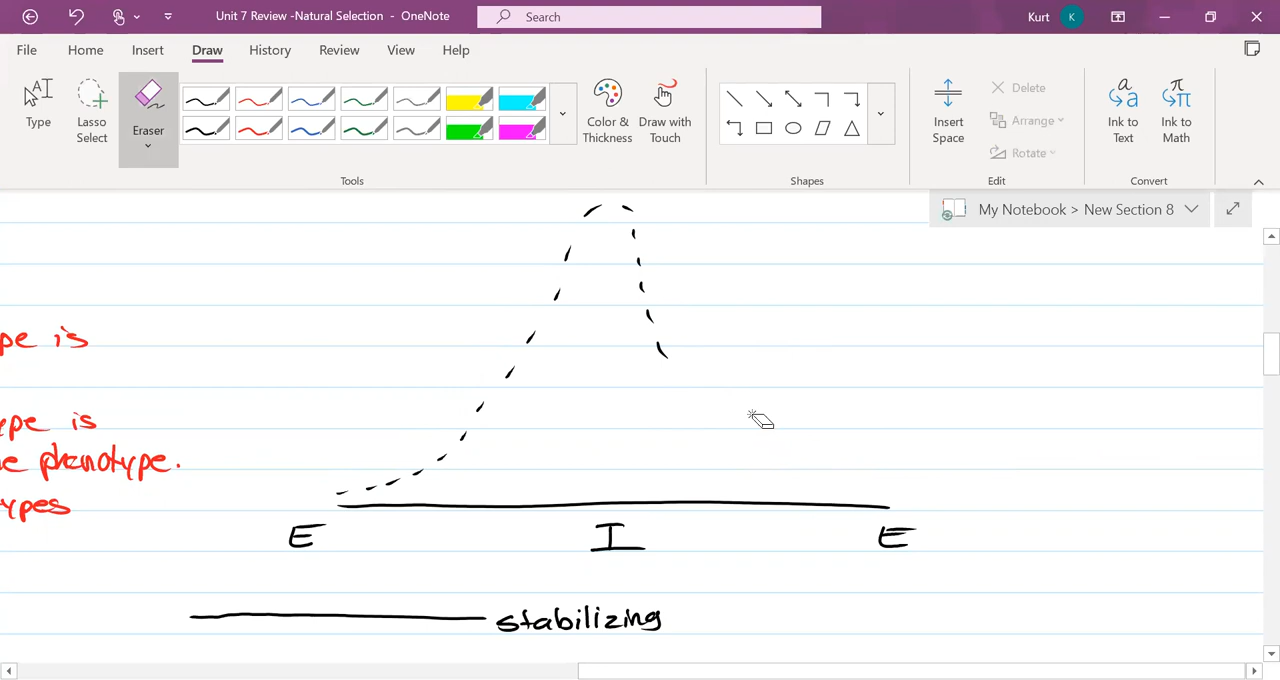 Unit 7 Review -Natural Selection - OneNote
Search
Kurt K
File Home Insert Draw History Review View Help
Type
Lasso Select
Eraser
Color & Thickness
Draw with Touch
Insert Space
Delete
Arrange
Rotate
Ink to Text
Ink to Math
Tools Shapes Edit Convert
My Notebook > New Section 8
pe is
ype is
e phenotype.
types
E I E
stabilizing